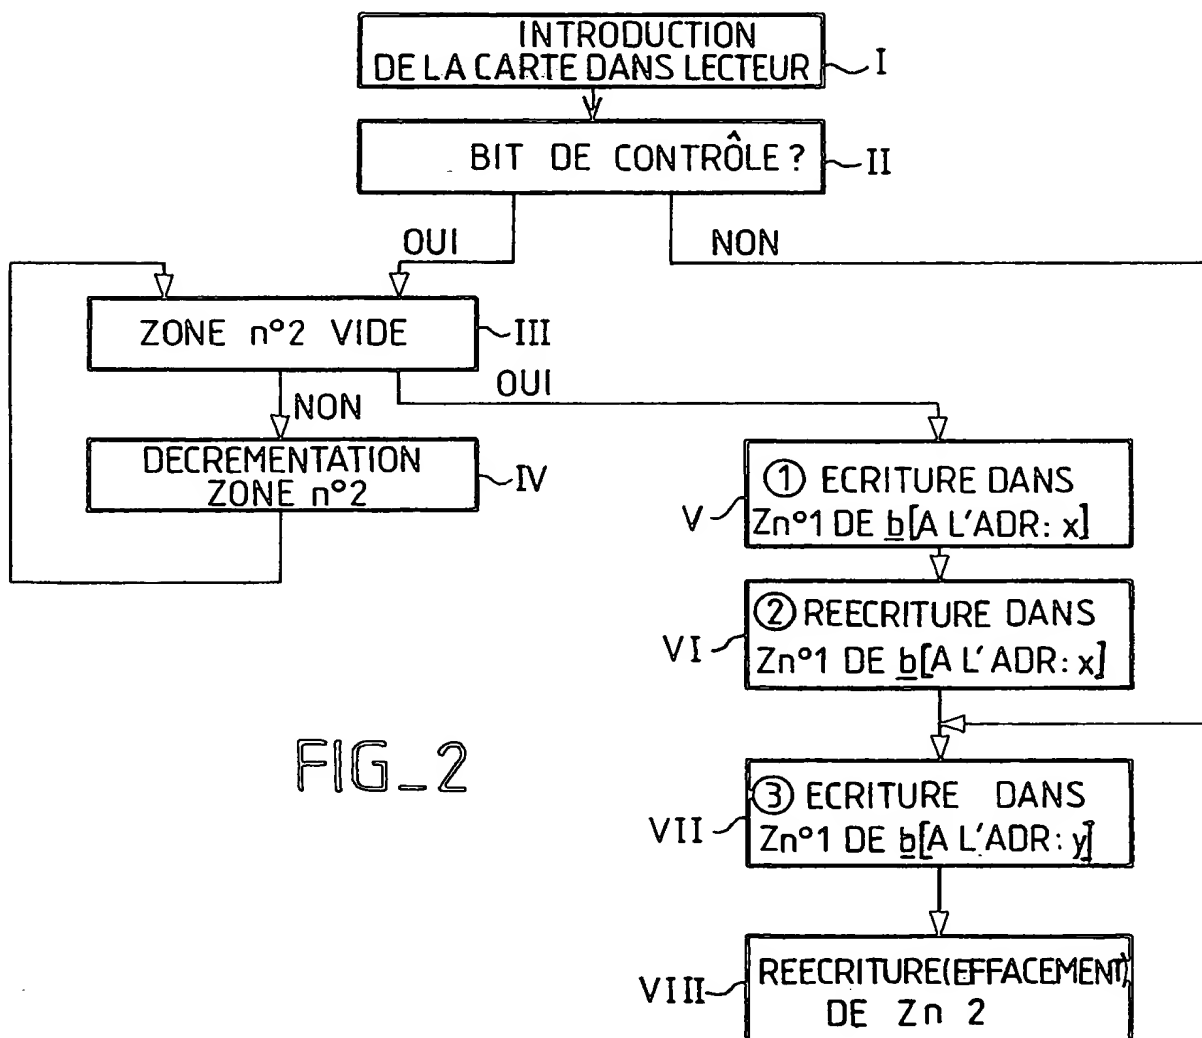 INTRODUCTION
DE LA CARTE DANS LECTEUR
I
BIT DE CONTRÔLE ?
II
OUI
NON
ZONE n°2 VIDE
III
OUI
NON
DECREMENTATION
ZONE n°2
IV
① ECRITURE DANS
Zn°1 DE b[A L'ADR: x]
V
② REECRITURE DANS
Zn°1 DE b[A L'ADR: x]
VI
FIG_2
③ ECRITURE DANS
Zn°1 DE b[A L'ADR: y]
VII
REECRITURE(EFFACEMENT)
DE Zn 2
VIII